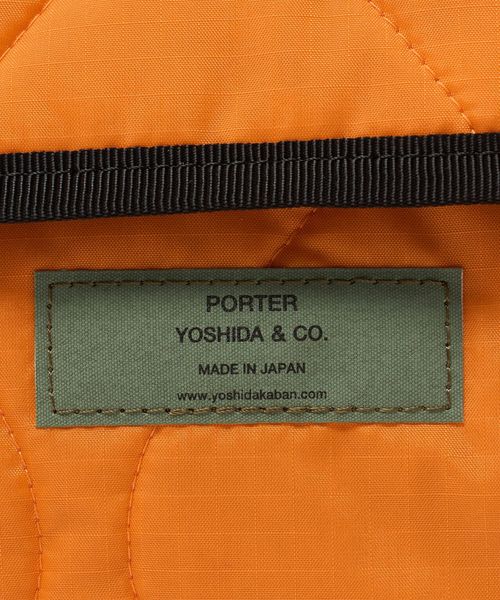 PORTER
YOSHIDA & CO.
MADE IN JAPAN
www.yoshidakaban.com